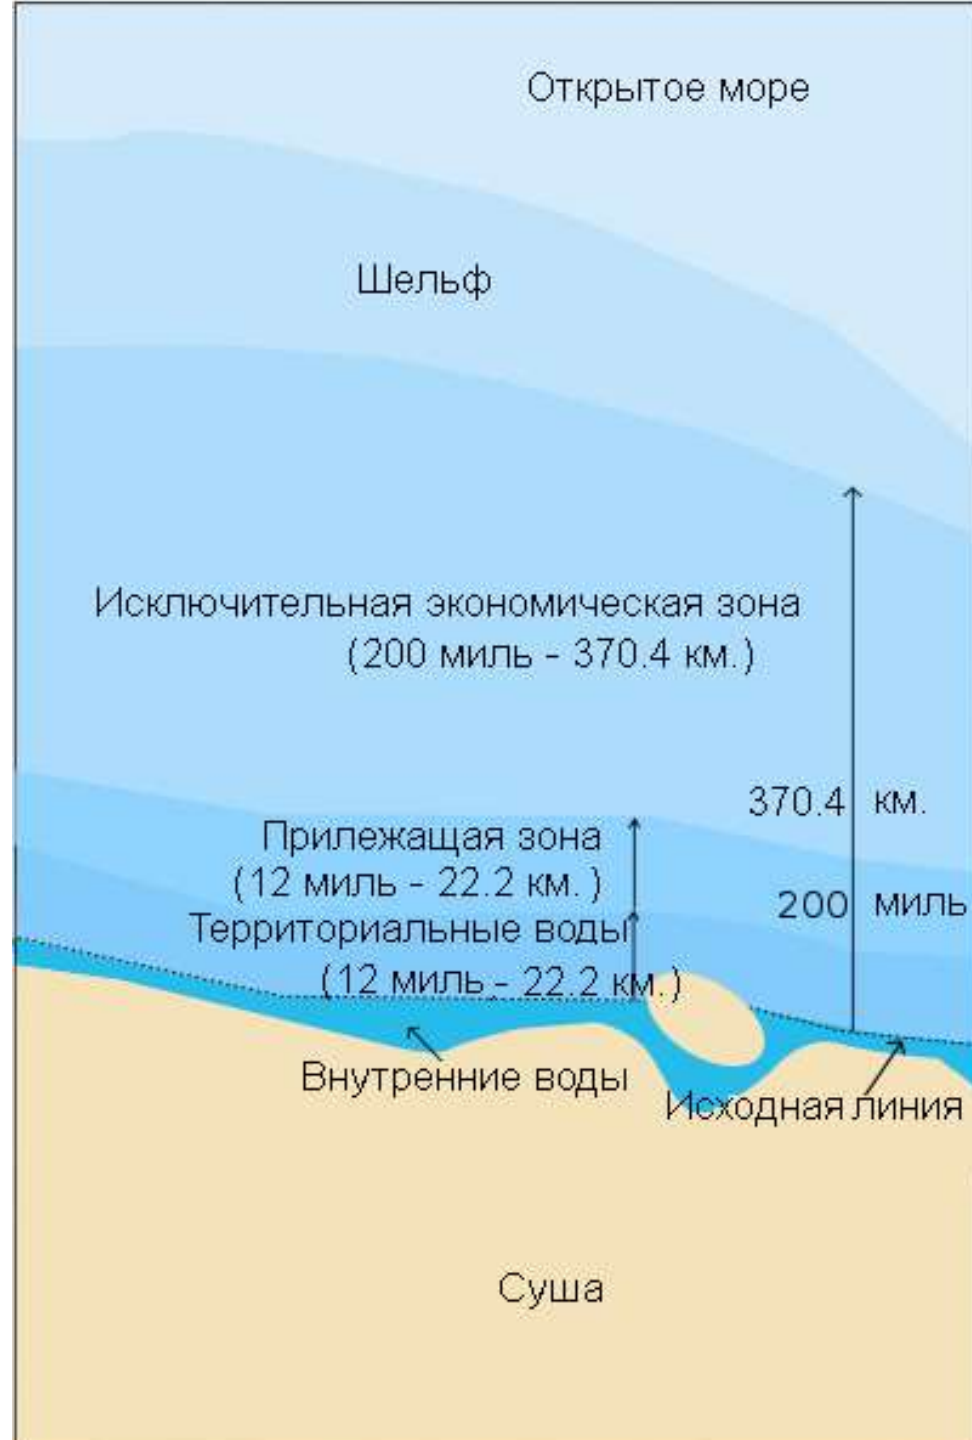 Открытое море
Шельф
Исключительная экономическая зона
(200 миль - 370.4 км.)
370.4 км.
Прилежащая зона
(12 миль - 22.2 км. )
200 миль
Территориальные воды
(12 миль - 22.2 км.)
Внутренние воды
Исходная линия
Суша